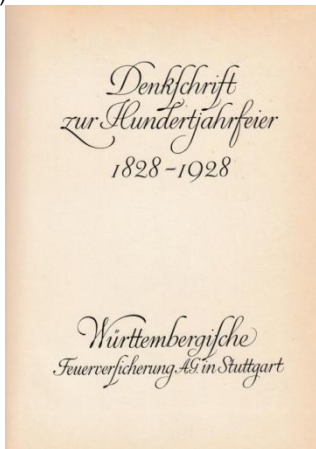 )
Denkſchrift
zur Hundertjahrfeier
1828-1928
Württembergiſche
Feuerverſicherung A.G. in Stuttgart